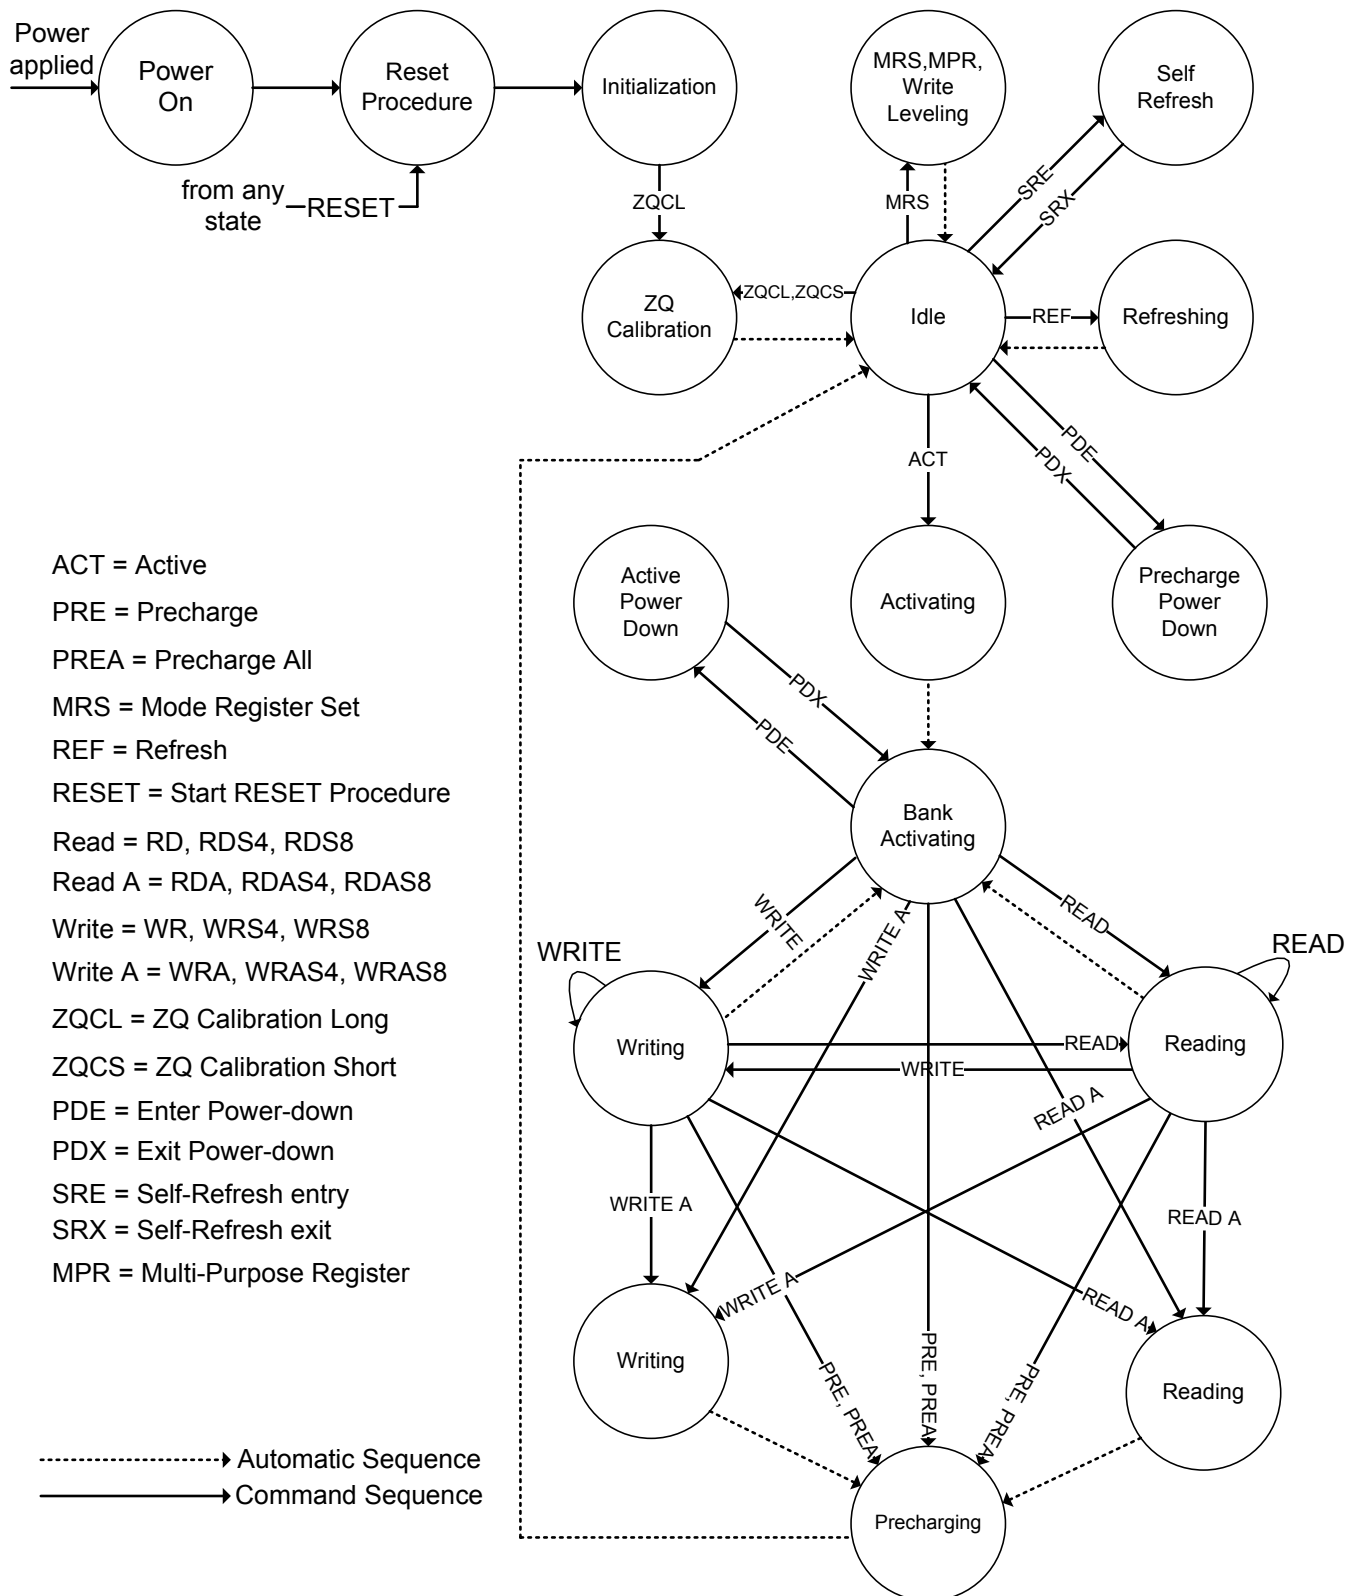 Power
applied
Power
On
Reset
Procedure
Initialization
MRS,MPR,
Write
Leveling
Self
Refresh
from any
state
RESET
ZQCL
MRS
SRE
SRX
ZQ
Calibration
ZQCL,ZQCS
Idle
REF
Refreshing
ACT
PDE
PDX
Active
Power
Down
Activating
Precharge
Power
Down
PDX
PDE
Bank
Activating
ACT = Active
PRE = Precharge
PREA = Precharge All
MRS = Mode Register Set
REF = Refresh
RESET = Start RESET Procedure
Read = RD, RDS4, RDS8
Read A = RDA, RDAS4, RDAS8
Write = WR, WRS4, WRS8
Write A = WRA, WRAS4, WRAS8
ZQCL = ZQ Calibration Long
ZQCS = ZQ Calibration Short
PDE = Enter Power-down
PDX = Exit Power-down
SRE = Self-Refresh entry
SRX = Self-Refresh exit
MPR = Multi-Purpose Register
WRITE
WRITE A
READ
WRITE
READ
Writing
READ
WRITE
Reading
READ A
WRITE A
READ A
WRITE A
READ A
Writing
PRE, PREA
PRE, PREA
PRE, PREA
Reading
Precharging
Automatic Sequence
Command Sequence